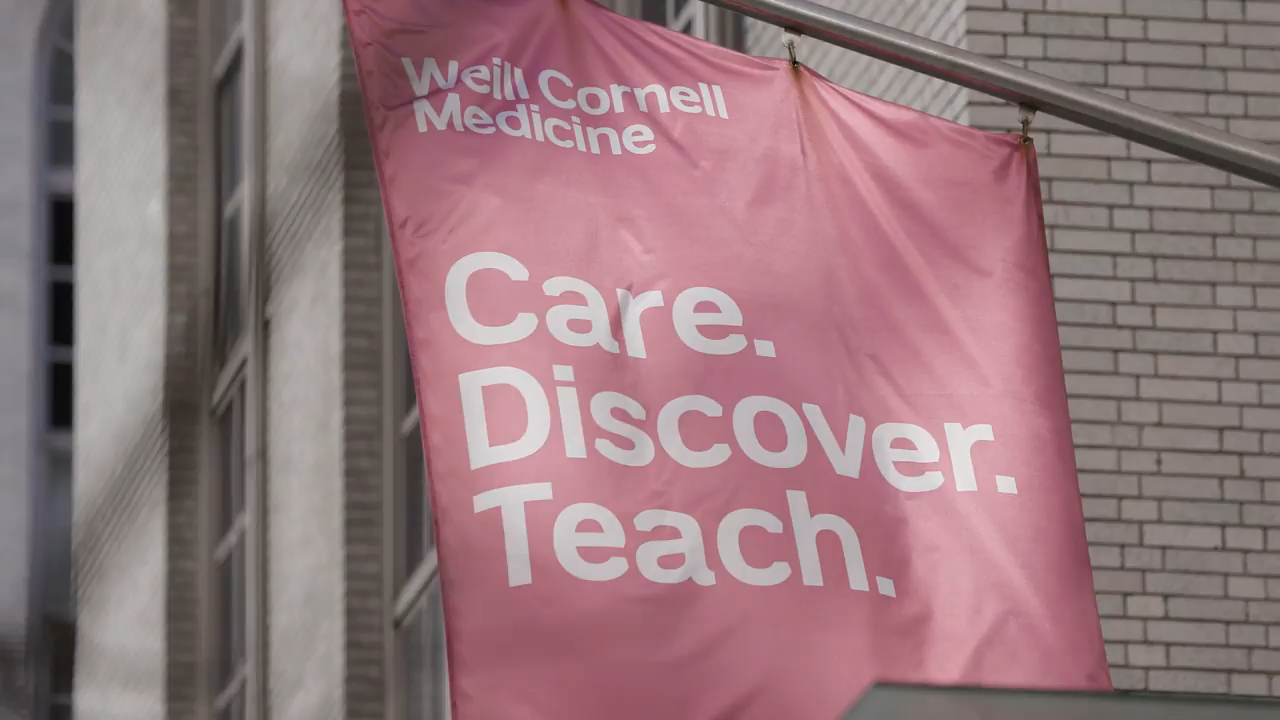 Weill Cornell
Medicine
Care.
Discover.
Teach.